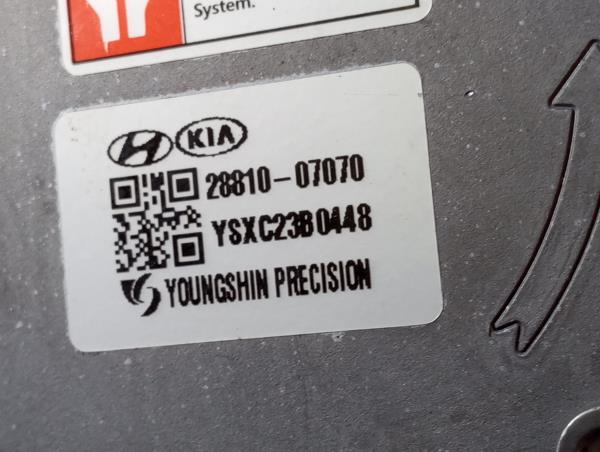 System.
KIA
28810-07070
YSXC23B0448
YOUNGSHIN PRECISION